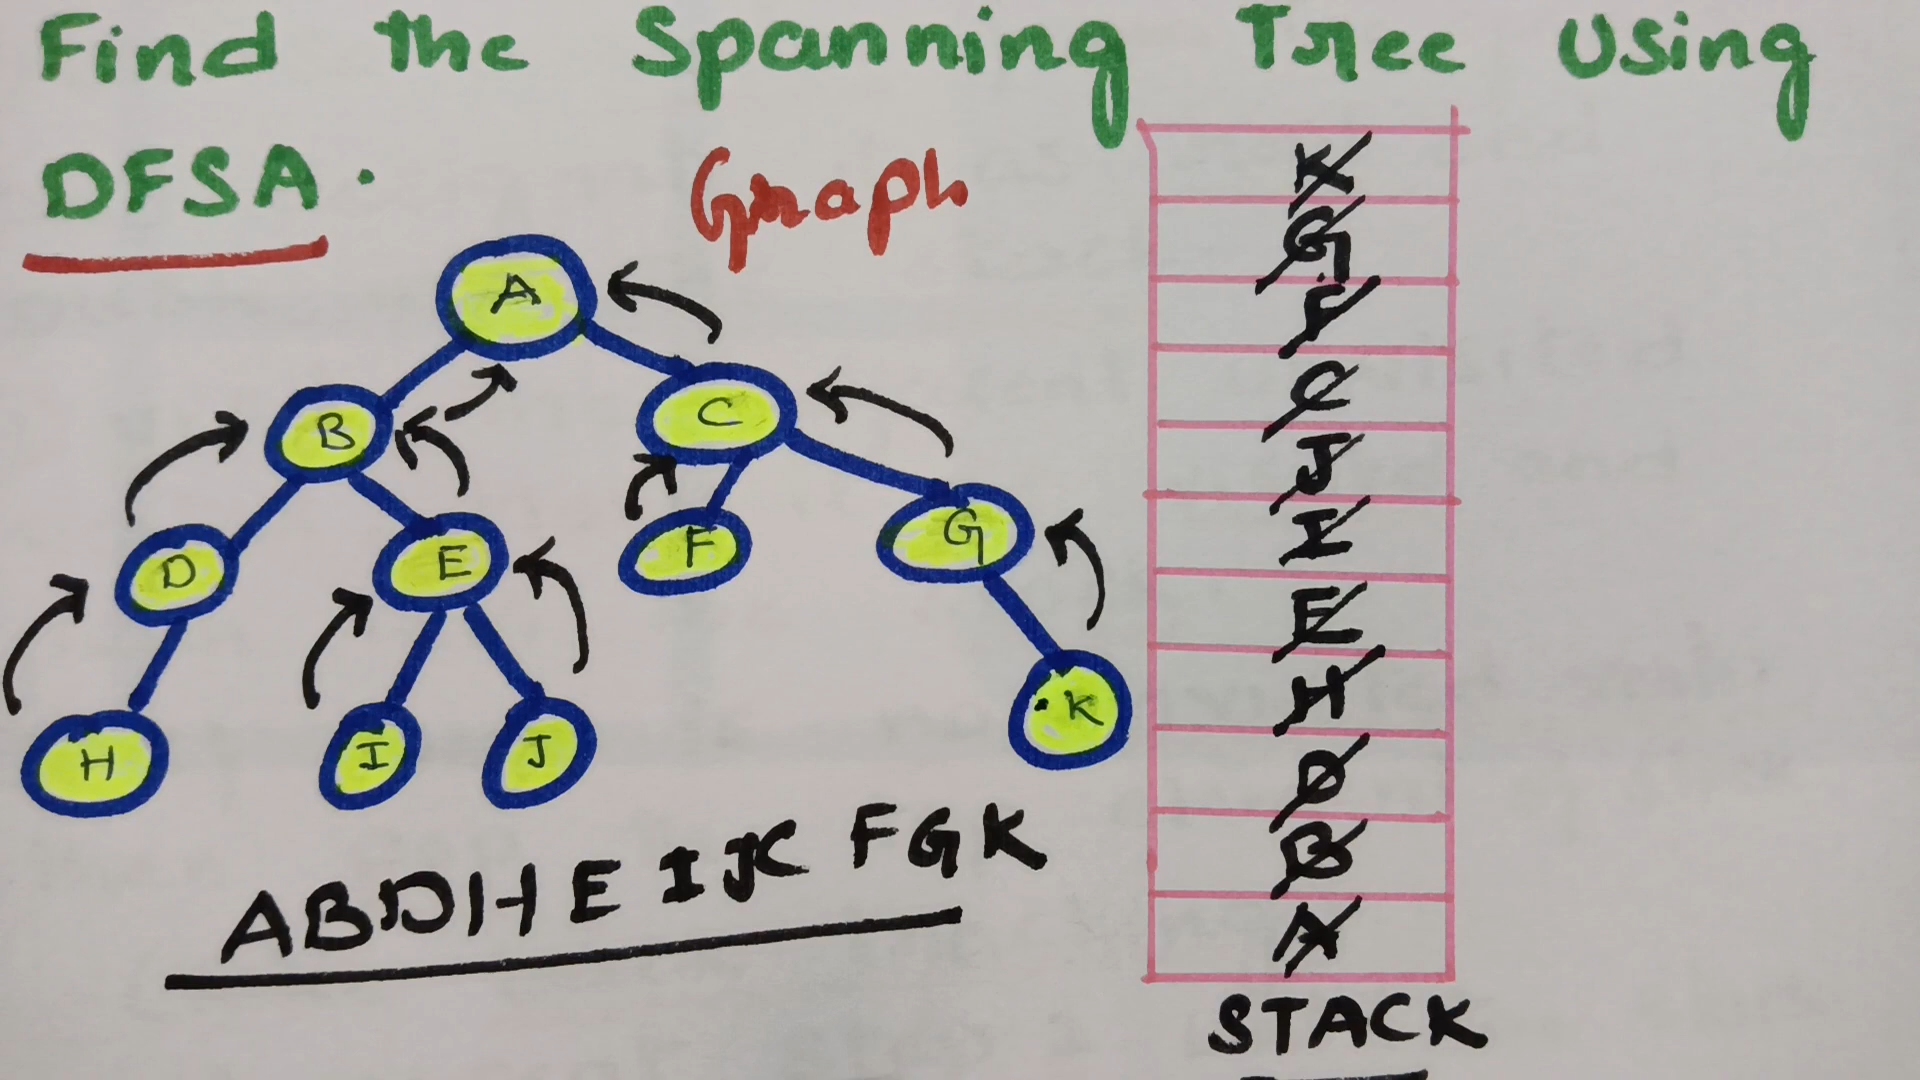 Find the Spanning Tree Using
DFSA.
Graph
A
B
C
D
E
F
G
H
I
J
K
ABDHEIJCFGK
K
G
F
C
J
I
E
H
D
B
A
STACK